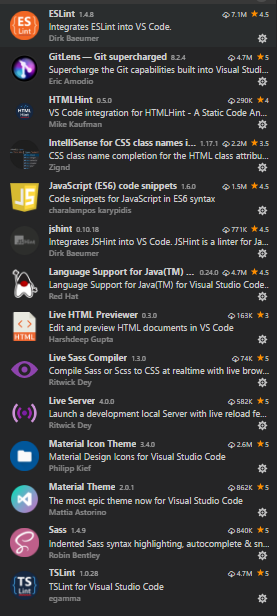 ESLint 1.4.8 7.1M ★ 4.5
Integrates ESLint into VS Code.
Dirk Baeumer
GitLens — Git supercharged 8.2.4 4.7M ★ 5
Supercharge the Git capabilities built into Visual Studi...
Eric Amodio
HTMLHint 0.5.0 290K ★ 4
VS Code integration for HTMLHint - A Static Code An...
Mike Kaufman
IntelliSense for CSS class names i... 1.17.1 2.2M ★ 3.5
CSS class name completion for the HTML class attribu...
Zignd
JavaScript (ES6) code snippets 1.6.0 1.5M ★ 4.5
Code snippets for JavaScript in ES6 syntax
charalampos karypidis
jshint 0.10.18 771K ★ 4.5
Integrates JSHint into VS Code. JSHint is a linter for Ja...
Dirk Baeumer
Language Support for Java(TM) ... 0.24.0 4.7M ★ 4.5
Language Support for Java(TM) for Visual Studio Code...
Red Hat
Live HTML Previewer 0.3.0 163K ★ 3
Edit and preview HTML documents in VS Code
Harshdeep Gupta
Live Sass Compiler 1.3.0 74K ★ 5
Compile Sass or Scss to CSS at realtime with live brow...
Ritwick Dey
Live Server 4.0.0 582K ★ 5
Launch a development local Server with live reload fe...
Ritwick Dey
Material Icon Theme 3.4.0 2.6M ★ 5
Material Design Icons for Visual Studio Code
Philipp Kief
Material Theme 2.0.1 862K ★ 5
The most epic theme now for Visual Studio Code
Mattia Astorino
Sass 1.4.9 840K ★ 5
Indented Sass syntax highlighting, autocomplete & sn...
Robin Bentley
TSLint 1.0.28 4.7M ★ 5
TSLint for Visual Studio Code
egamma